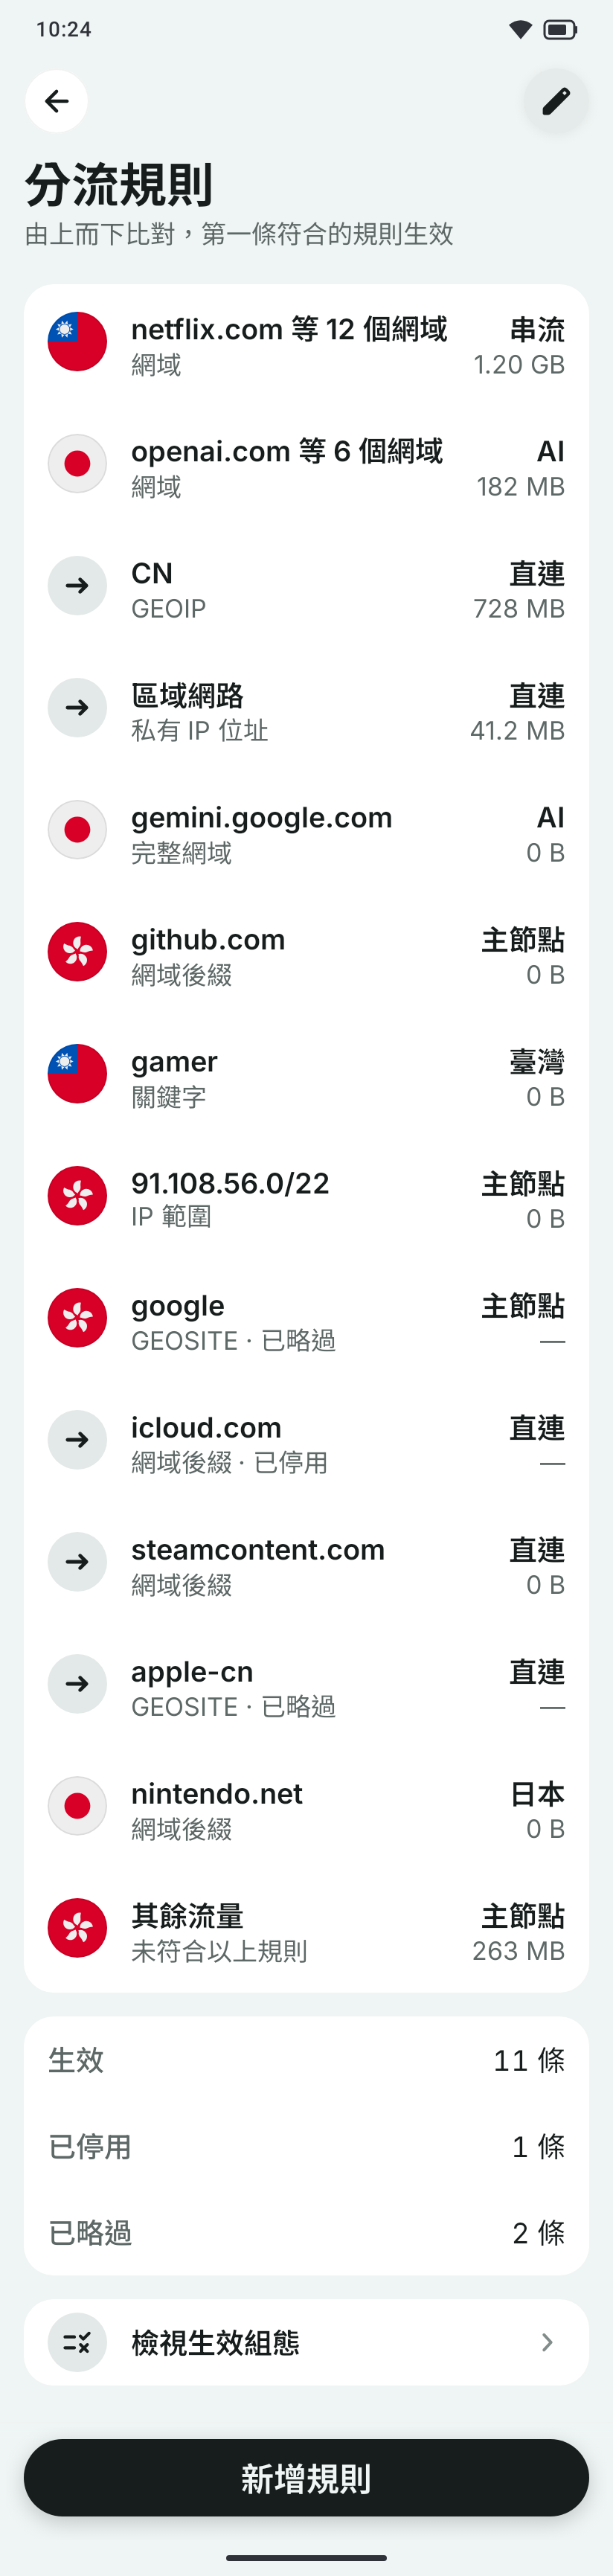 10:24
分流規則
由上而下比對，第一條符合的規則生效
netflix.com 等 12 個網域 串流
網域 1.20 GB
openai.com 等 6 個網域 AI
網域 182 MB
CN 直連
GEOIP 728 MB
區域網路 直連
私有 IP 位址 41.2 MB
gemini.google.com AI
完整網域 0 B
github.com 主節點
網域後綴 0 B
gamer 臺灣
關鍵字 0 B
91.108.56.0/22 主節點
IP 範圍 0 B
google 主節點
GEOSITE · 已略過 —
icloud.com 直連
網域後綴 · 已停用 —
steamcontent.com 直連
網域後綴 0 B
apple-cn 直連
GEOSITE · 已略過 —
nintendo.net 日本
網域後綴 0 B
其餘流量 主節點
未符合以上規則 263 MB
生效 11 條
已停用 1 條
已略過 2 條
檢視生效組態
新增規則